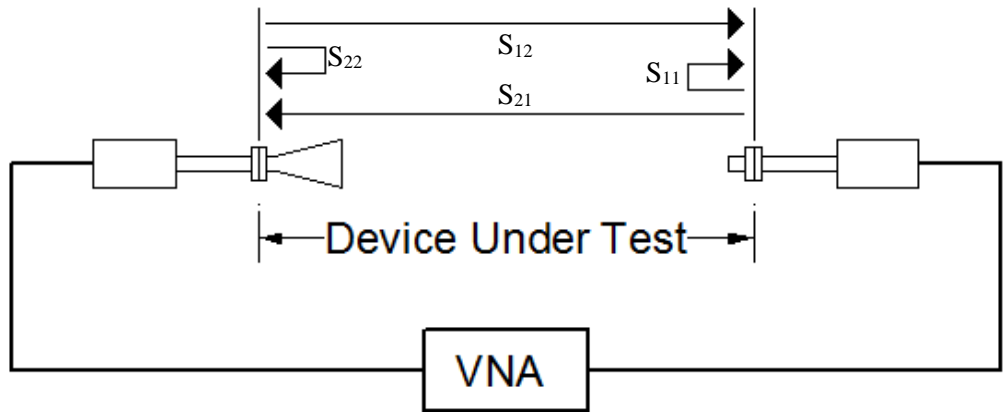 S12
S22
S11
S21
Device Under Test
VNA